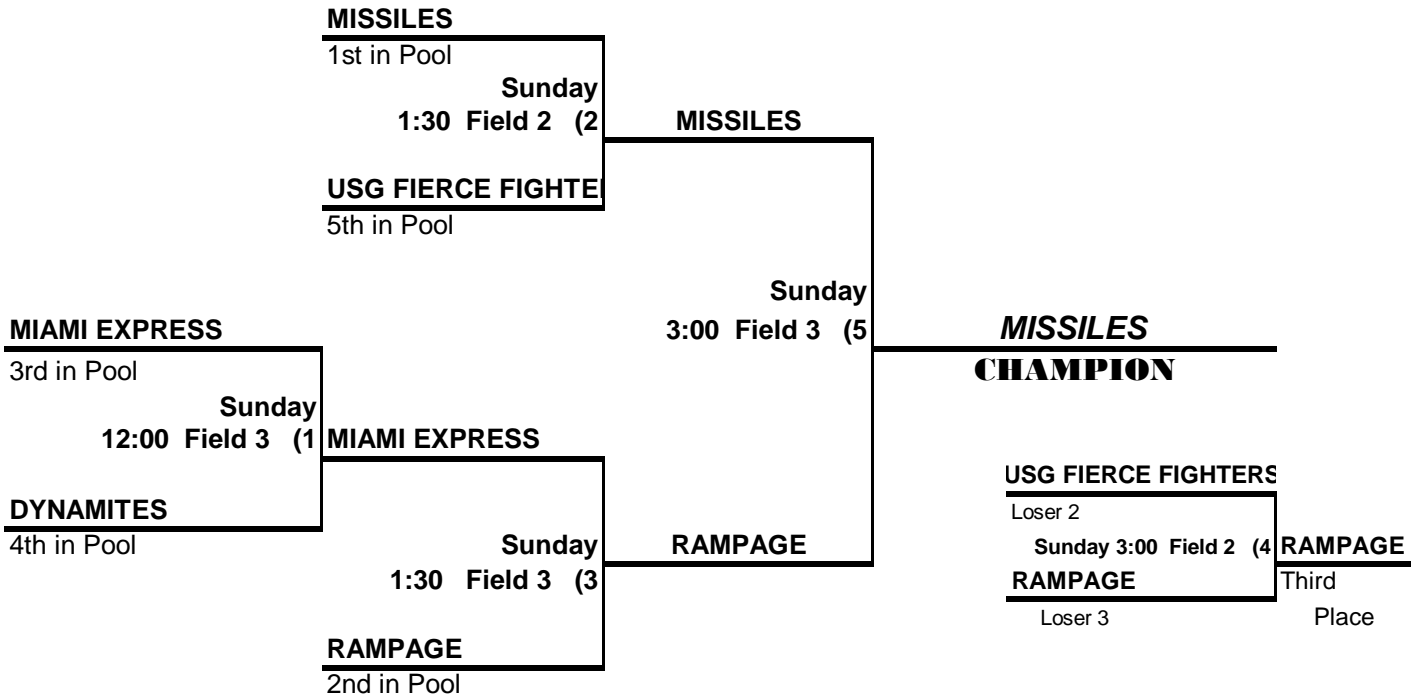 MISSILES
1st in Pool
Sunday
1:30 Field 2 (2
MISSILES
USG FIERCE FIGHTE
5th in Pool
Sunday
3:00 Field 3 (5
MISSILES
CHAMPION
MIAMI EXPRESS
3rd in Pool
Sunday
12:00 Field 3 (1
MIAMI EXPRESS
DYNAMITES
4th in Pool
Sunday
1:30 Field 3 (3
RAMPAGE
RAMPAGE
2nd in Pool
USG FIERCE FIGHTERS
Loser 2
Sunday 3:00 Field 2 (4
RAMPAGE
RAMPAGE
Third
Loser 3
Place